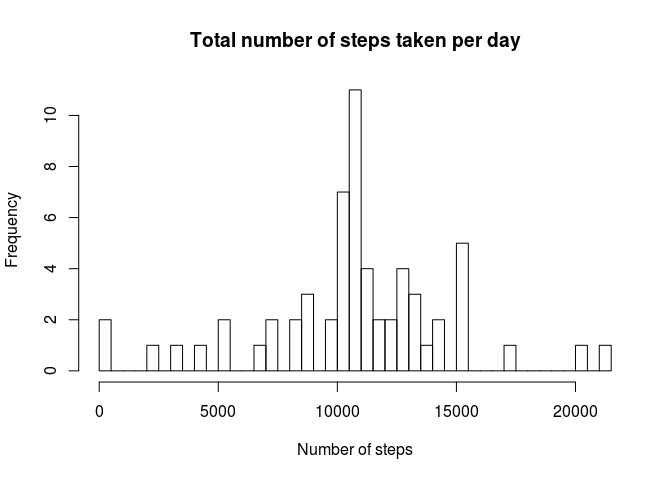 Total number of steps taken per day
Frequency
10
8
6
4
2
0
0 5000 10000 15000 20000
Number of steps